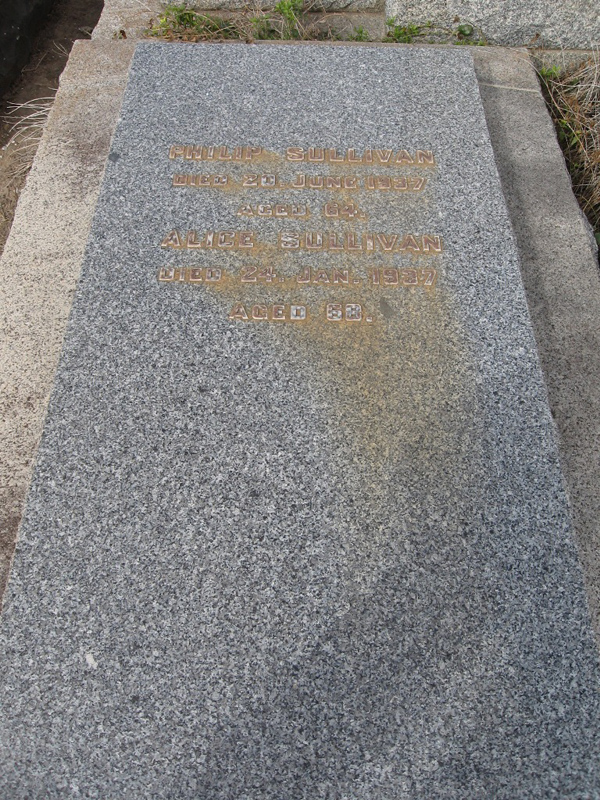 PHILIP SULLIVAN
DIED 20. JUNE 1937
AGED 64.
ALICE SULLIVAN
DIED 24. JAN. 1937
AGED 68.